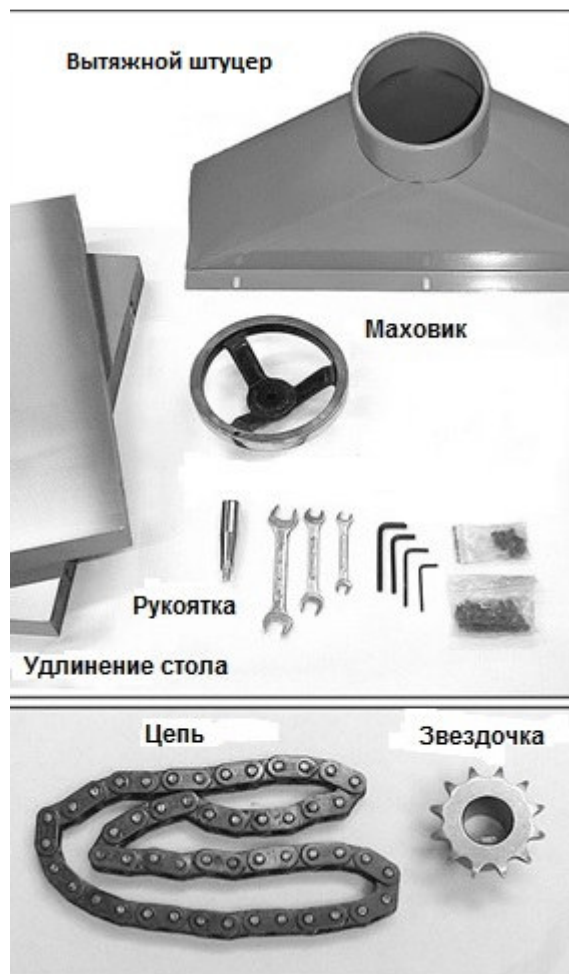 Вытяжной штуцер
Маховик
Рукоятка
Удлинение стола
Цепь
Звездочка